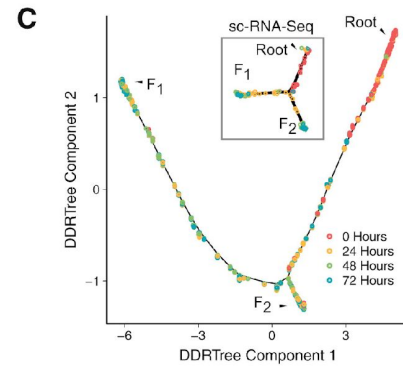 C
sc-RNA-Seq
Root
F1
F2
Root
F1
F2
DDRTree Component 2
1
0
−1
0 Hours
24 Hours
48 Hours
72 Hours
−6 −3 0 3
DDRTree Component 1